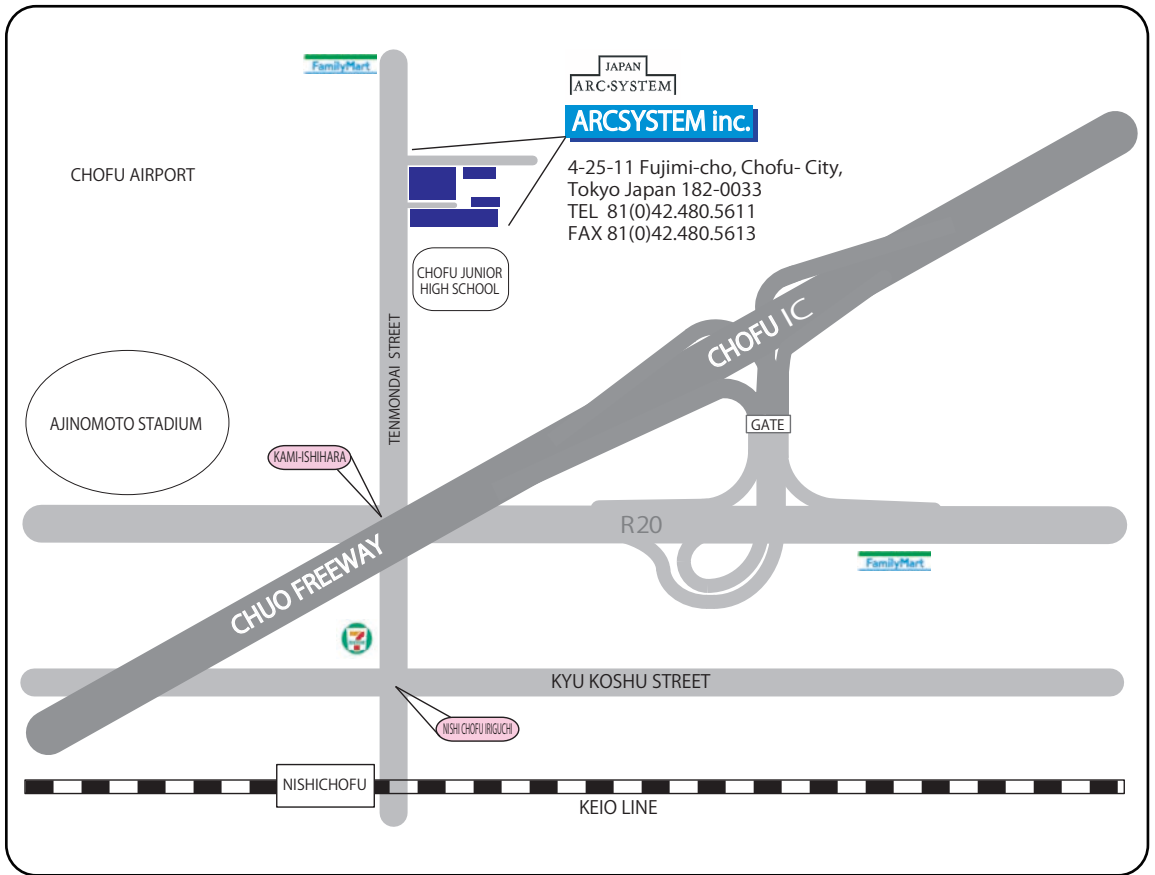 FamilyMart
JAPAN
ARC·SYSTEM
ARCSYSTEM inc.
4-25-11 Fujimi-cho, Chofu- City,
Tokyo Japan 182-0033
TEL 81(0)42.480.5611
FAX 81(0)42.480.5613
CHOFU AIRPORT
CHOFU JUNIOR
HIGH SCHOOL
TENMONDAI STREET
CHOFU IC
AJINOMOTO STADIUM
GATE
KAMI-ISHIHARA
R20
FamilyMart
CHUO FREEWAY
7
KYU KOSHU STREET
NISHI CHOFU IRIGUCHI
NISHICHOFU
KEIO LINE